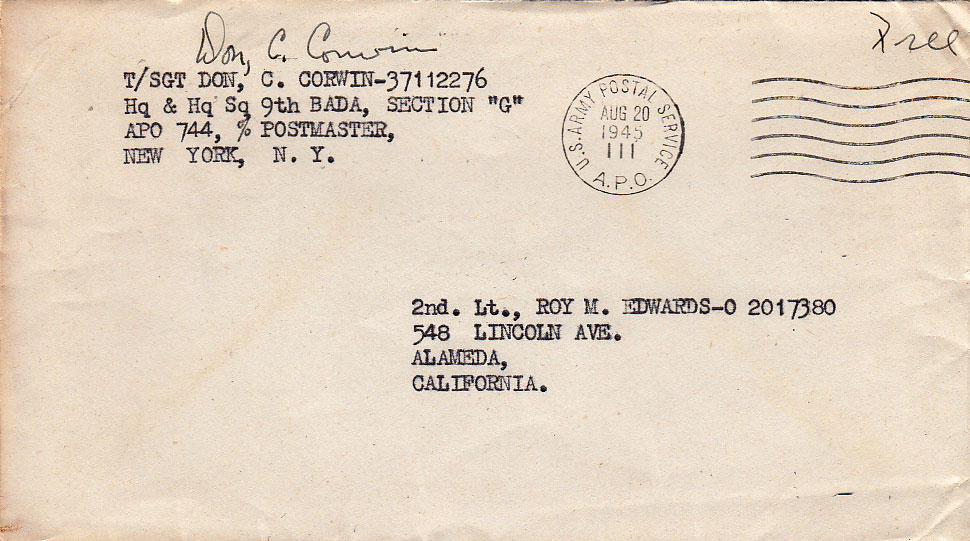 Don, C. Corwin
Free
T/SGT DON, C. CORWIN-37112276
Hq & Hq Sq 9th BADA, SECTION "G"
APO 744, % POSTMASTER,
NEW YORK, N. Y.
U.S. ARMY POSTAL SERVICE
AUG 20
1945
111
A.P.O.
2nd. Lt., ROY M. EDWARDS-O 2017380
548 LINCOLN AVE.
ALAMEDA,
CALIFORNIA.